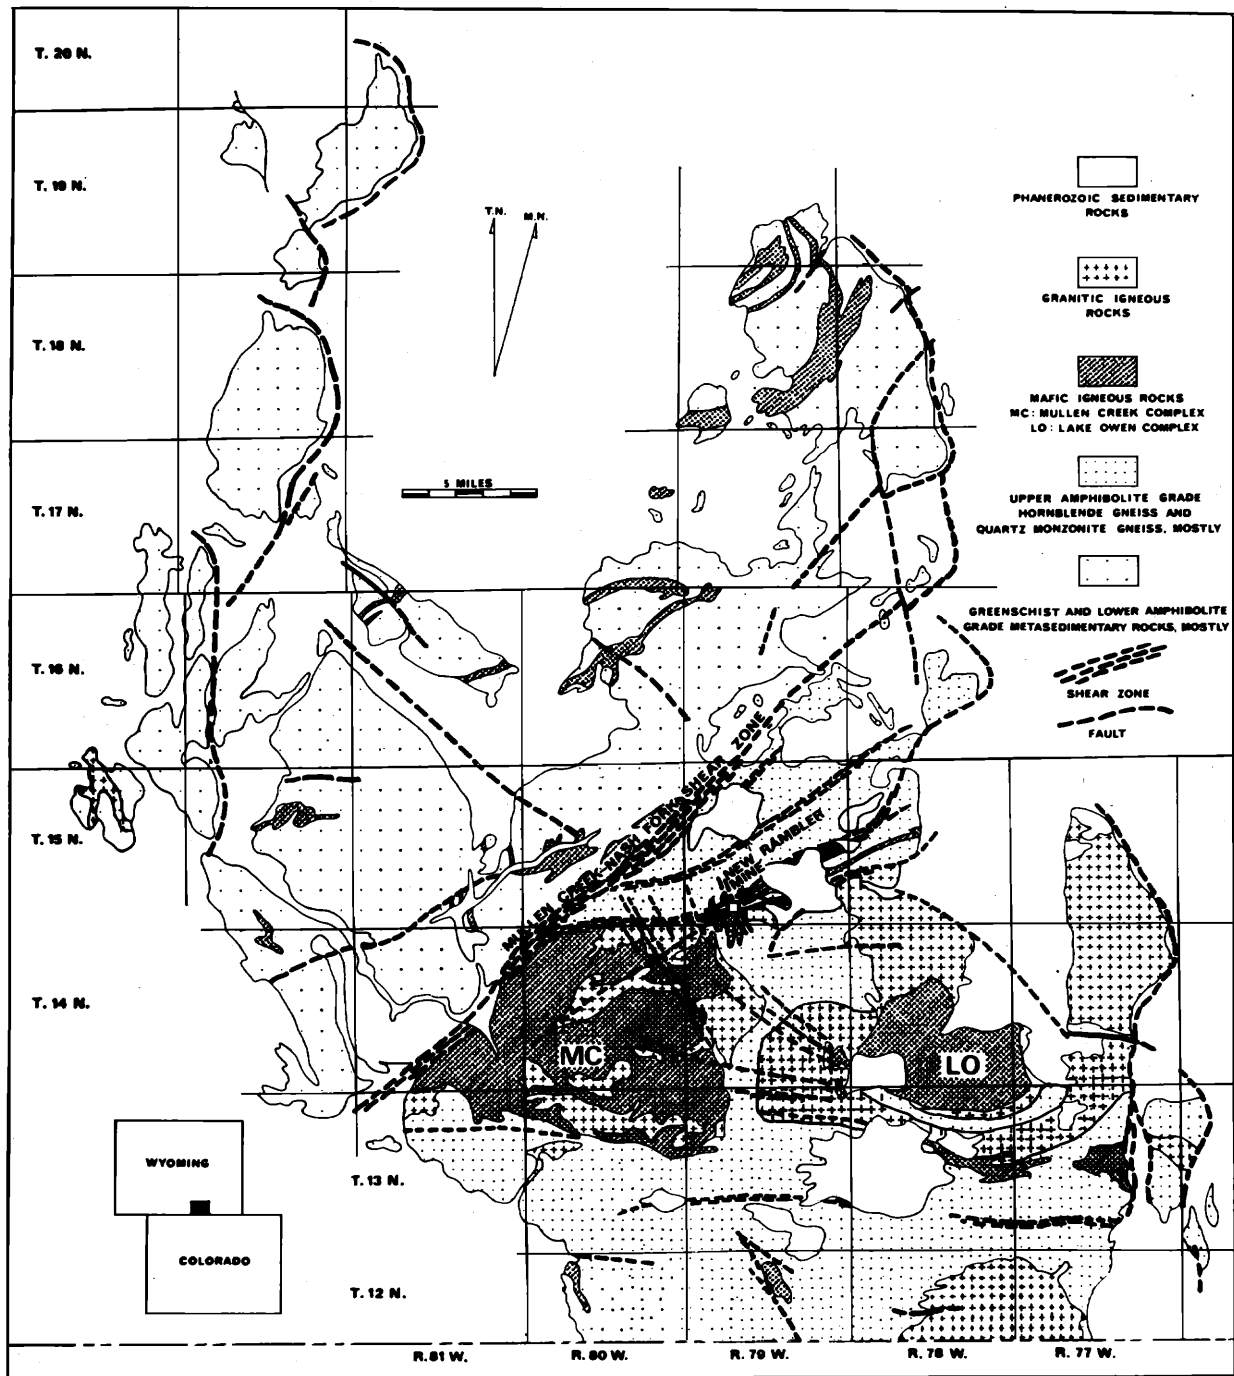 T. 20 N.
T. 19 N.
T. 18 N.
T. 17 N.
T. 16 N.
T. 15 N.
T. 14 N.
T. 13 N.
T. 12 N.
T.N.
M.N.
5 MILES
PHANEROZOIC SEDIMENTARY
ROCKS
GRANITIC IGNEOUS
ROCKS
MAFIC IGNEOUS ROCKS
MC: MULLEN CREEK COMPLEX
LO: LAKE OWEN COMPLEX
UPPER AMPHIBOLITE GRADE
HORNBLENDE GNEISS AND
QUARTZ MONZONITE GNEISS, MOSTLY
GREENSCHIST AND LOWER AMPHIBOLITE
GRADE METASEDIMENTARY ROCKS, MOSTLY
SHEAR ZONE
FAULT
MULLEN CREEK-NASH FORK SHEAR ZONE
NEW RAMBLER
MINE
MC
LO
WYOMING
COLORADO
R. 81 W.
R. 80 W.
R. 79 W.
R. 78 W.
R. 77 W.